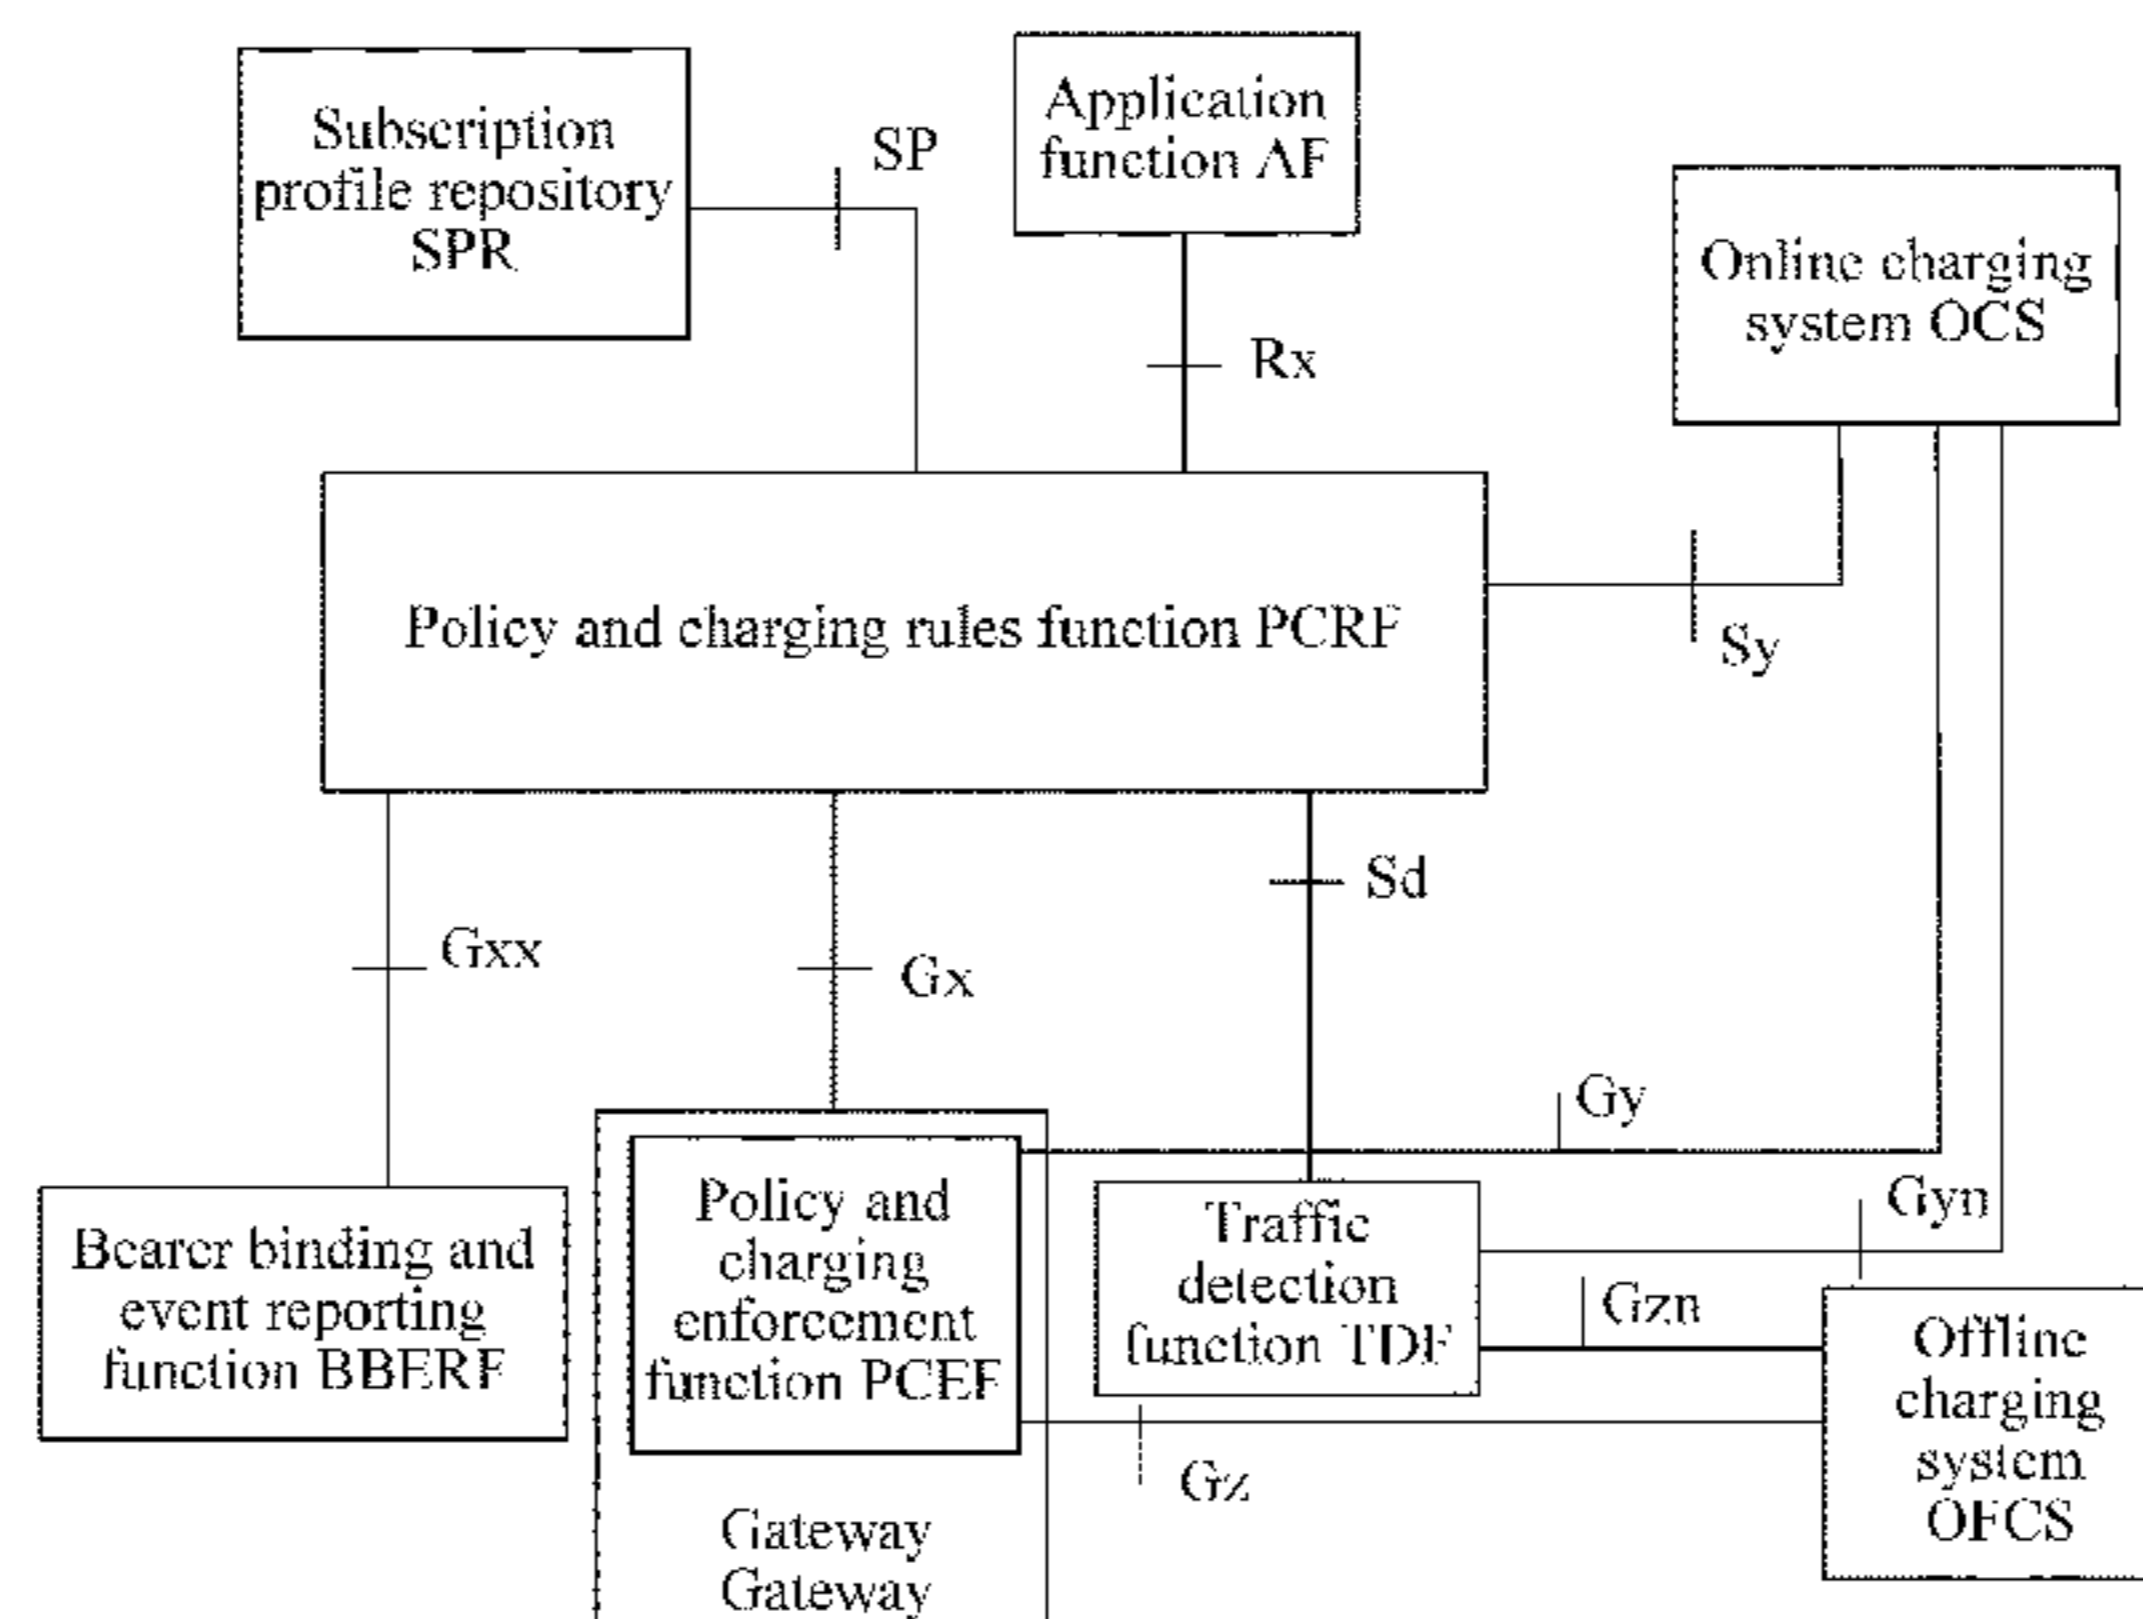 Subscription
profile repository
SPR
SP
Application
function AF
Rx
Online charging
system OCS
Policy and charging rules function PCRF
Sy
Sd
Gxx
Gx
Gy
Gyn
Bearer binding and
event reporting
function BBERF
Policy and
charging
enforcement
function PCEF
Traffic
detection
function TDF
Gzn
Offline
charging
system
OFCS
Gz
Gateway
Gateway